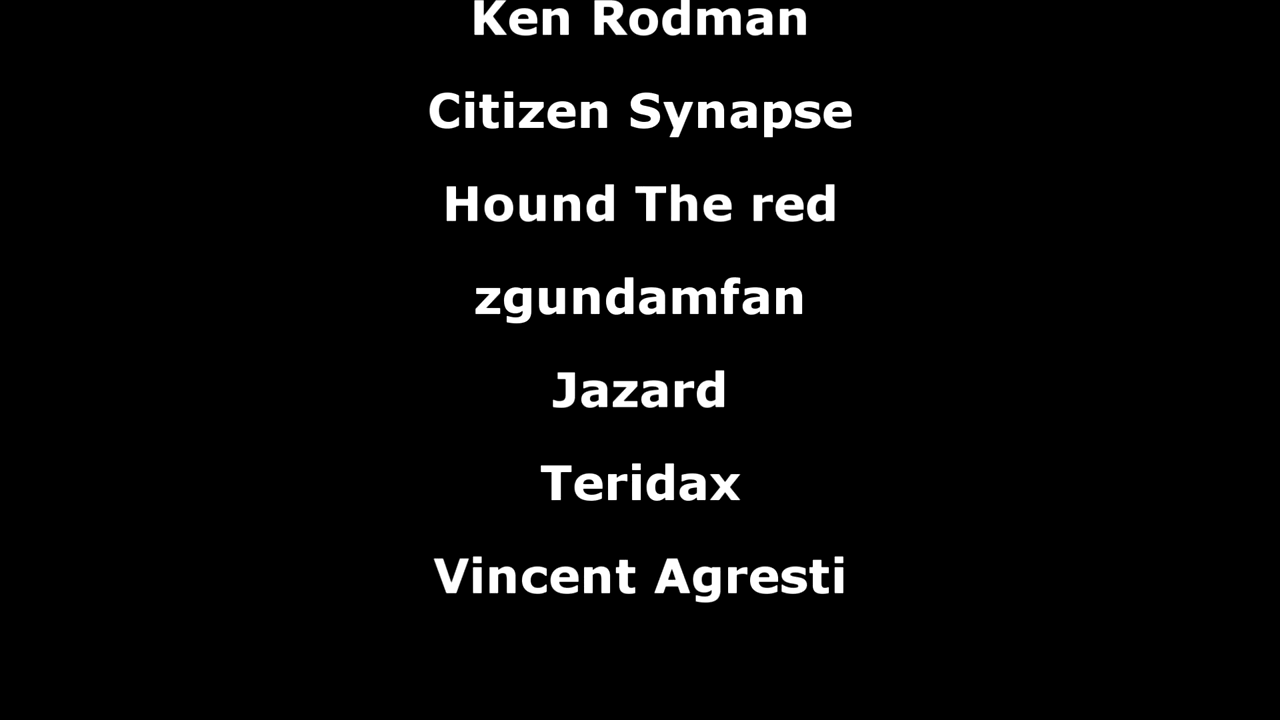 Ken Rodman
Citizen Synapse
Hound The red
zgundamfan
Jazard
Teridax
Vincent Agresti